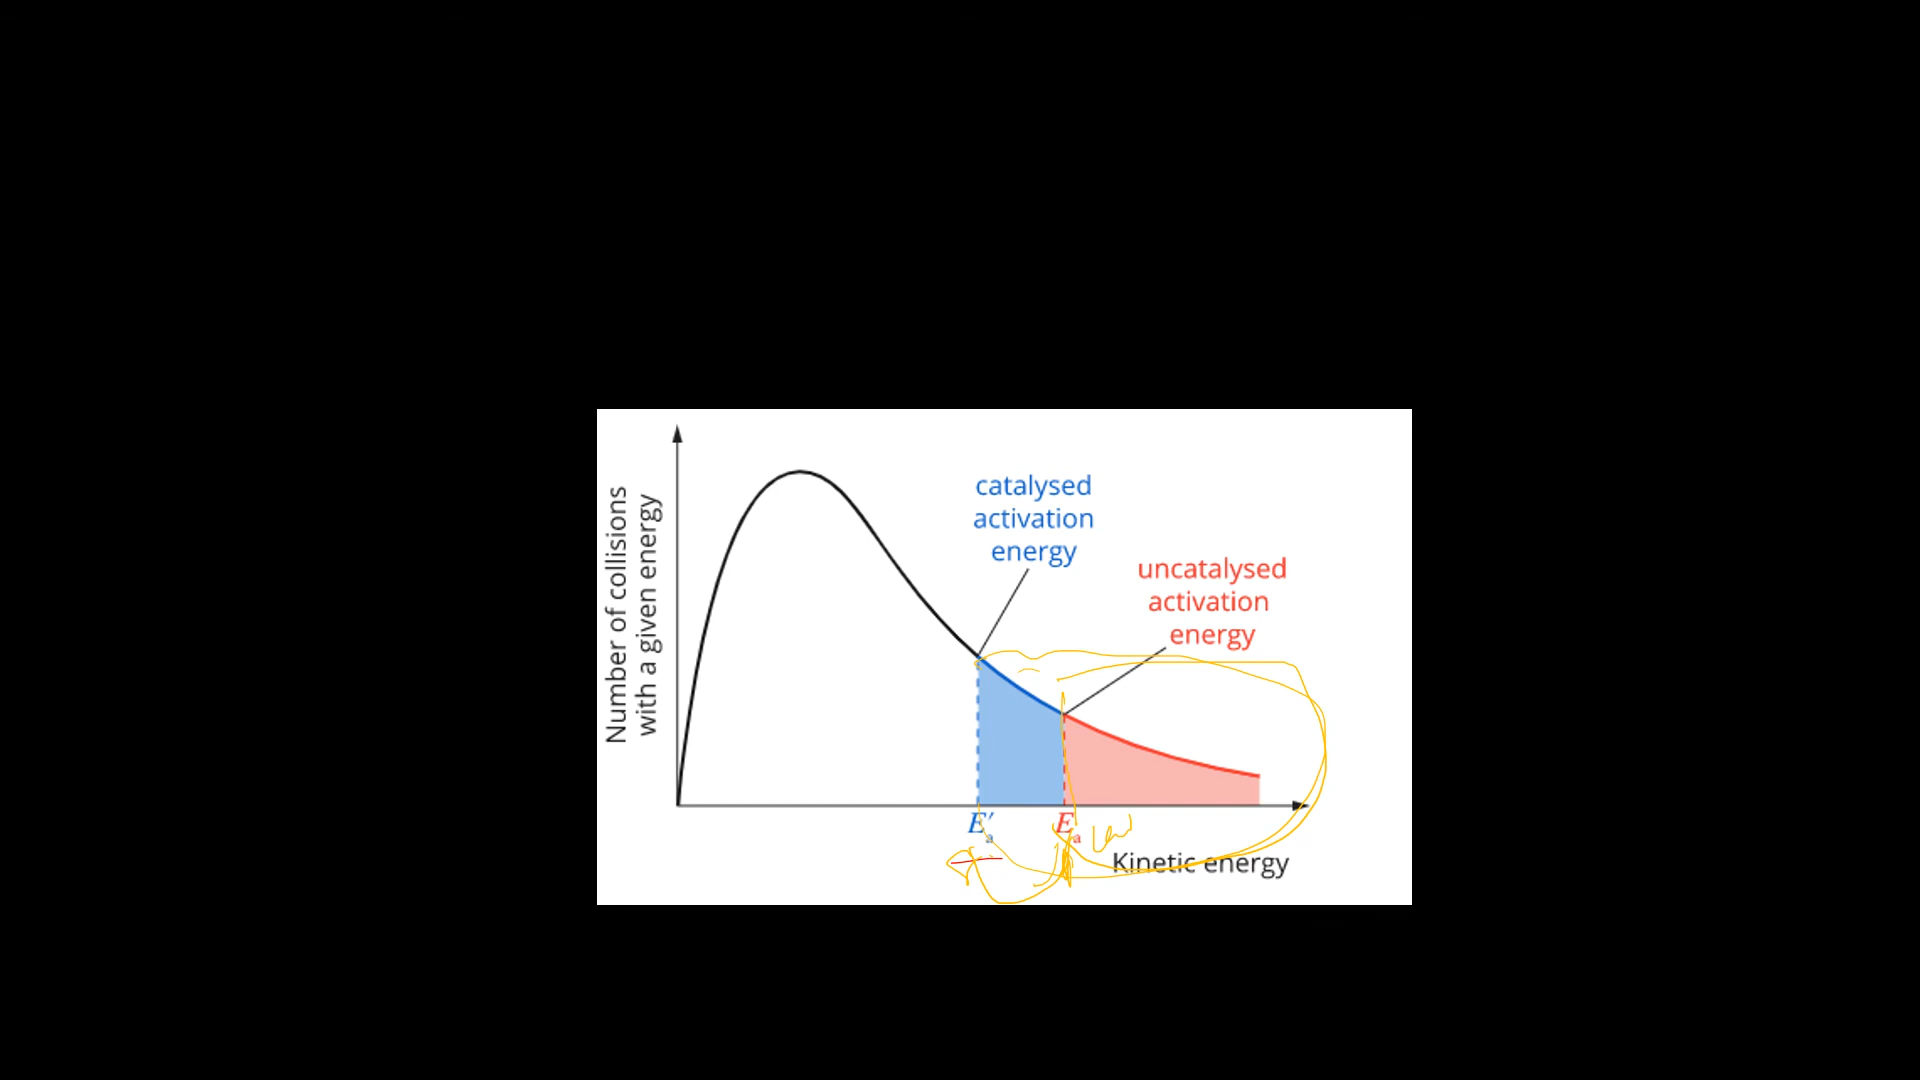 Number of collisions
with a given energy
catalysed
activation
energy
uncatalysed
activation
energy
E′a
Ea
Kinetic energy